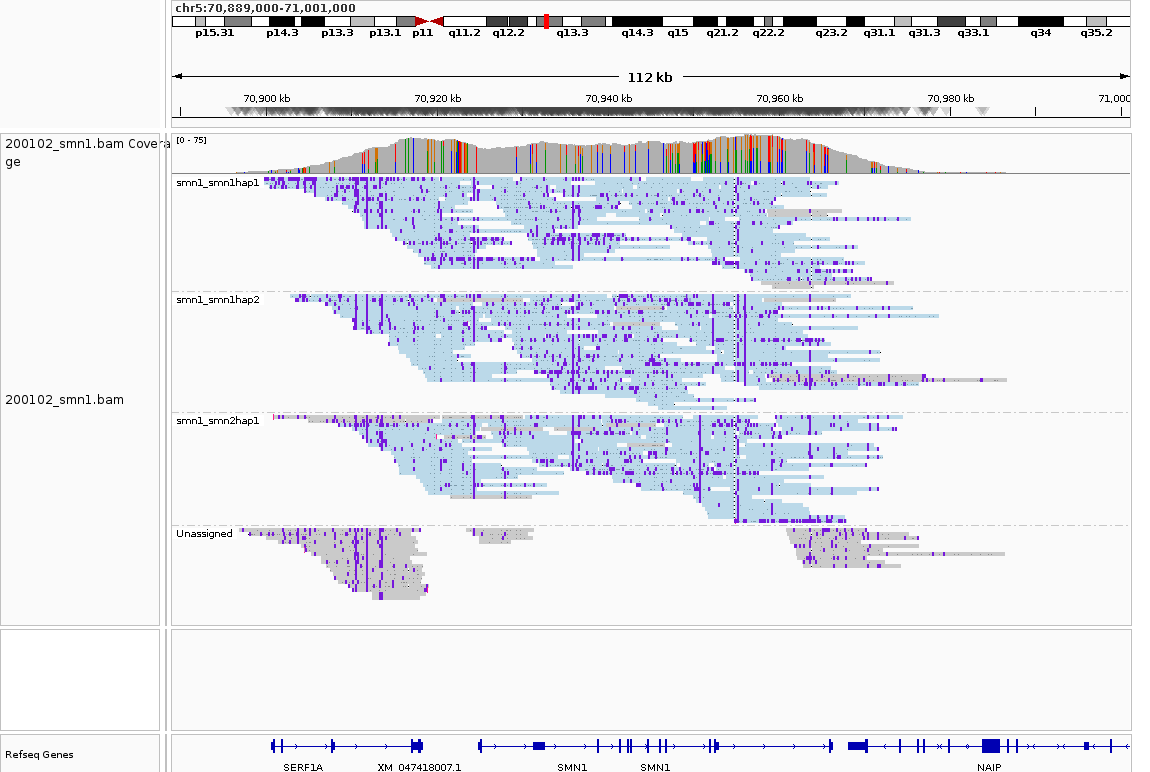 chr5:70,889,000-71,001,000
p15.31 p14.3 p13.3 p13.1 p11 q11.2 q12.2 q13.3 q14.3 q15 q21.2 q22.2 q23.2 q31.1 q31.3 q33.1 q34 q35.2
112 kb
70,900 kb 70,920 kb 70,940 kb 70,960 kb 70,980 kb 71,000
200102_smn1.bam Covera
ge
[0 - 75]
smn1_smn1hap1
smn1_smn1hap2
200102_smn1.bam
smn1_smn2hap1
Unassigned
Refseq Genes
SERF1A XM_047418007.1 SMN1 SMN1 NAIP